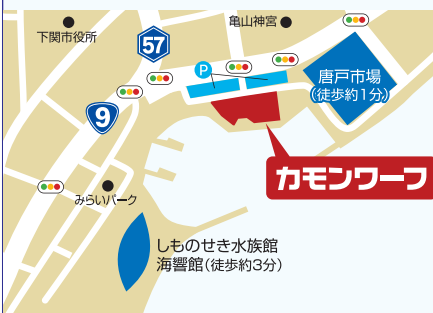 下関市役所
57
亀山神宮
P
唐戸市場
(徒歩約1分)
9
カモンワーフ
みらいパーク
しものせき水族館
海響館(徒歩約3分)